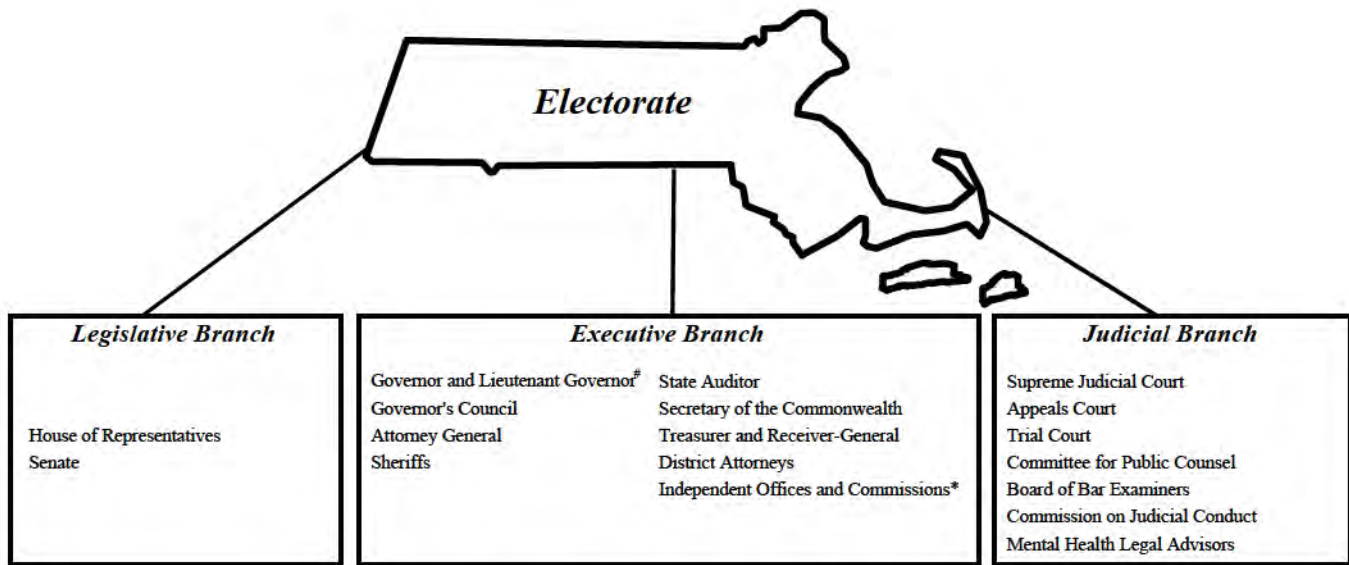 Electorate
Legislative Branch
House of Representatives
Senate
Executive Branch
Governor and Lieutenant Governor#
Governor's Council
Attorney General
Sheriffs
State Auditor
Secretary of the Commonwealth
Treasurer and Receiver-General
District Attorneys
Independent Offices and Commissions*
Judicial Branch
Supreme Judicial Court
Appeals Court
Trial Court
Committee for Public Counsel
Board of Bar Examiners
Commission on Judicial Conduct
Mental Health Legal Advisors